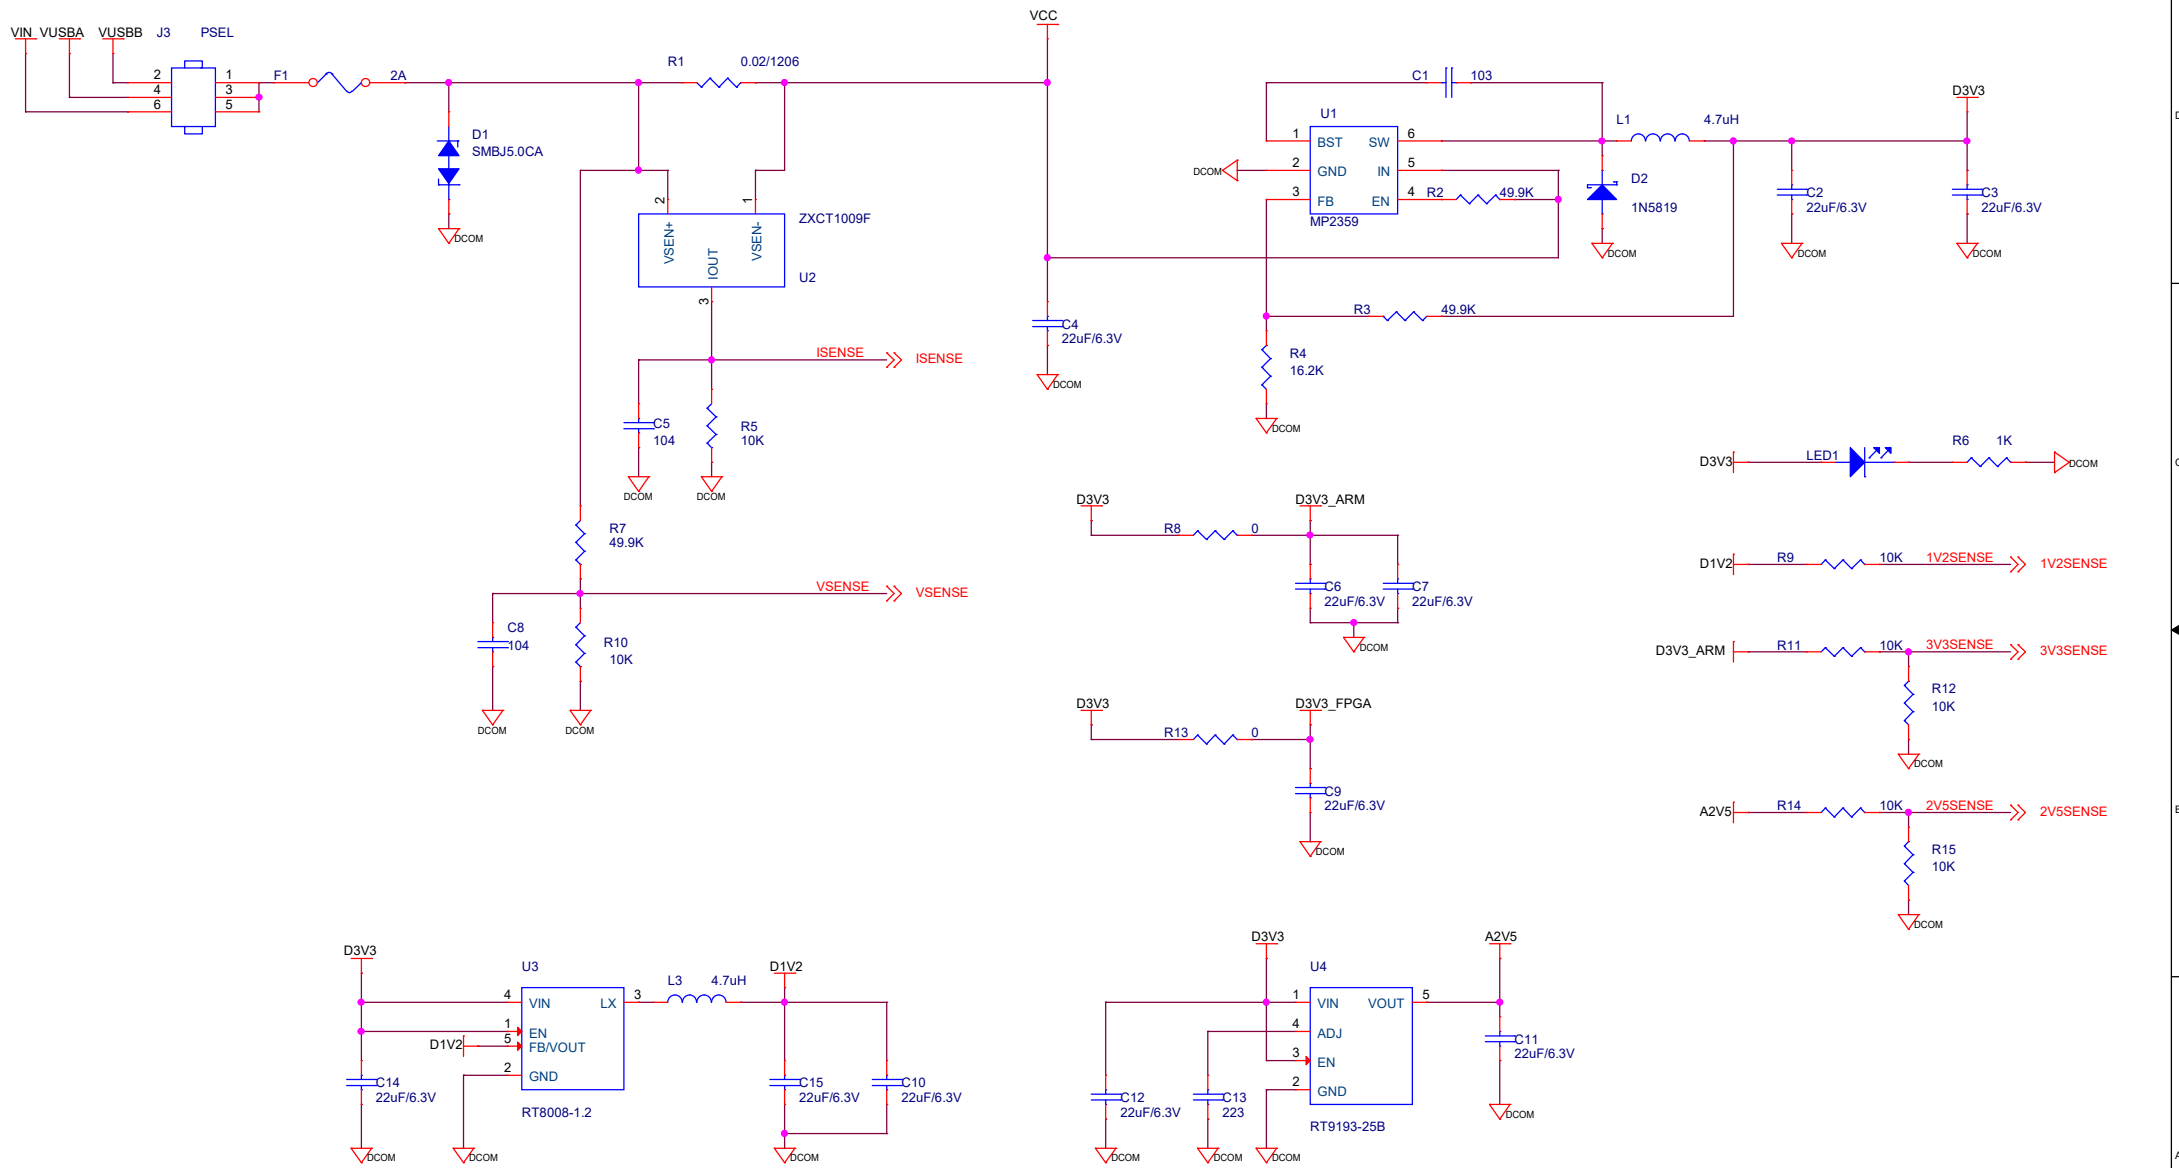 VIN VUSBA VUSBB J3 PSEL
2 1
4 3
6 5
F1 2A
R1 0.02/1206
VCC
D1
SMBJ5.0CA
DCOM
2 1
VSEN+ IOUT VSEN-
3
ZXCT1009F
U2
ISENSE ISENSE
C5
104
R5
10K
DCOM DCOM
R7
49.9K
VSENSE VSENSE
C8
104
R10
10K
DCOM DCOM
C4
22uF/6.3V
DCOM
C1 103
U1
1 BST SW 6
DCOM 2 GND IN 5
3 FB EN 4
R2 49.9K
MP2359
L1 4.7uH
D3V3
D2
1N5819
DCOM
C2
22uF/6.3V
DCOM
C3
22uF/6.3V
DCOM
R3 49.9K
R4
16.2K
DCOM
D3V3 LED1 R6 1K DCOM
D3V3 D3V3_ARM
R8 0
C6
22uF/6.3V
C7
22uF/6.3V
DCOM
D1V2 R9 10K 1V2SENSE 1V2SENSE
D3V3_ARM R11 10K 3V3SENSE 3V3SENSE
R12
10K
DCOM
D3V3 D3V3_FPGA
R13 0
C9
22uF/6.3V
DCOM
A2V5 R14 10K 2V5SENSE 2V5SENSE
R15
10K
DCOM
D3V3
U3
4 VIN LX 3
1 EN
D1V2 5 FB/VOUT
2 GND
RT8008-1.2
L3 4.7uH
D1V2
C14
22uF/6.3V
DCOM DCOM
C15
22uF/6.3V
C10
22uF/6.3V
DCOM
D3V3
U4
1 VIN VOUT 5
4 ADJ
3 EN
2 GND
RT9193-25B
A2V5
C11
22uF/6.3V
DCOM
C12
22uF/6.3V
C13
223
DCOM DCOM DCOM